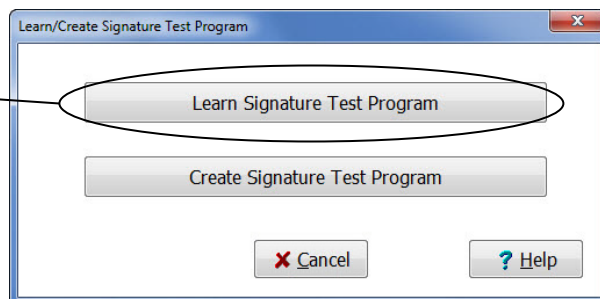 Learn/Create Signature Test Program
Learn Signature Test Program
Create Signature Test Program
Cancel
? Help